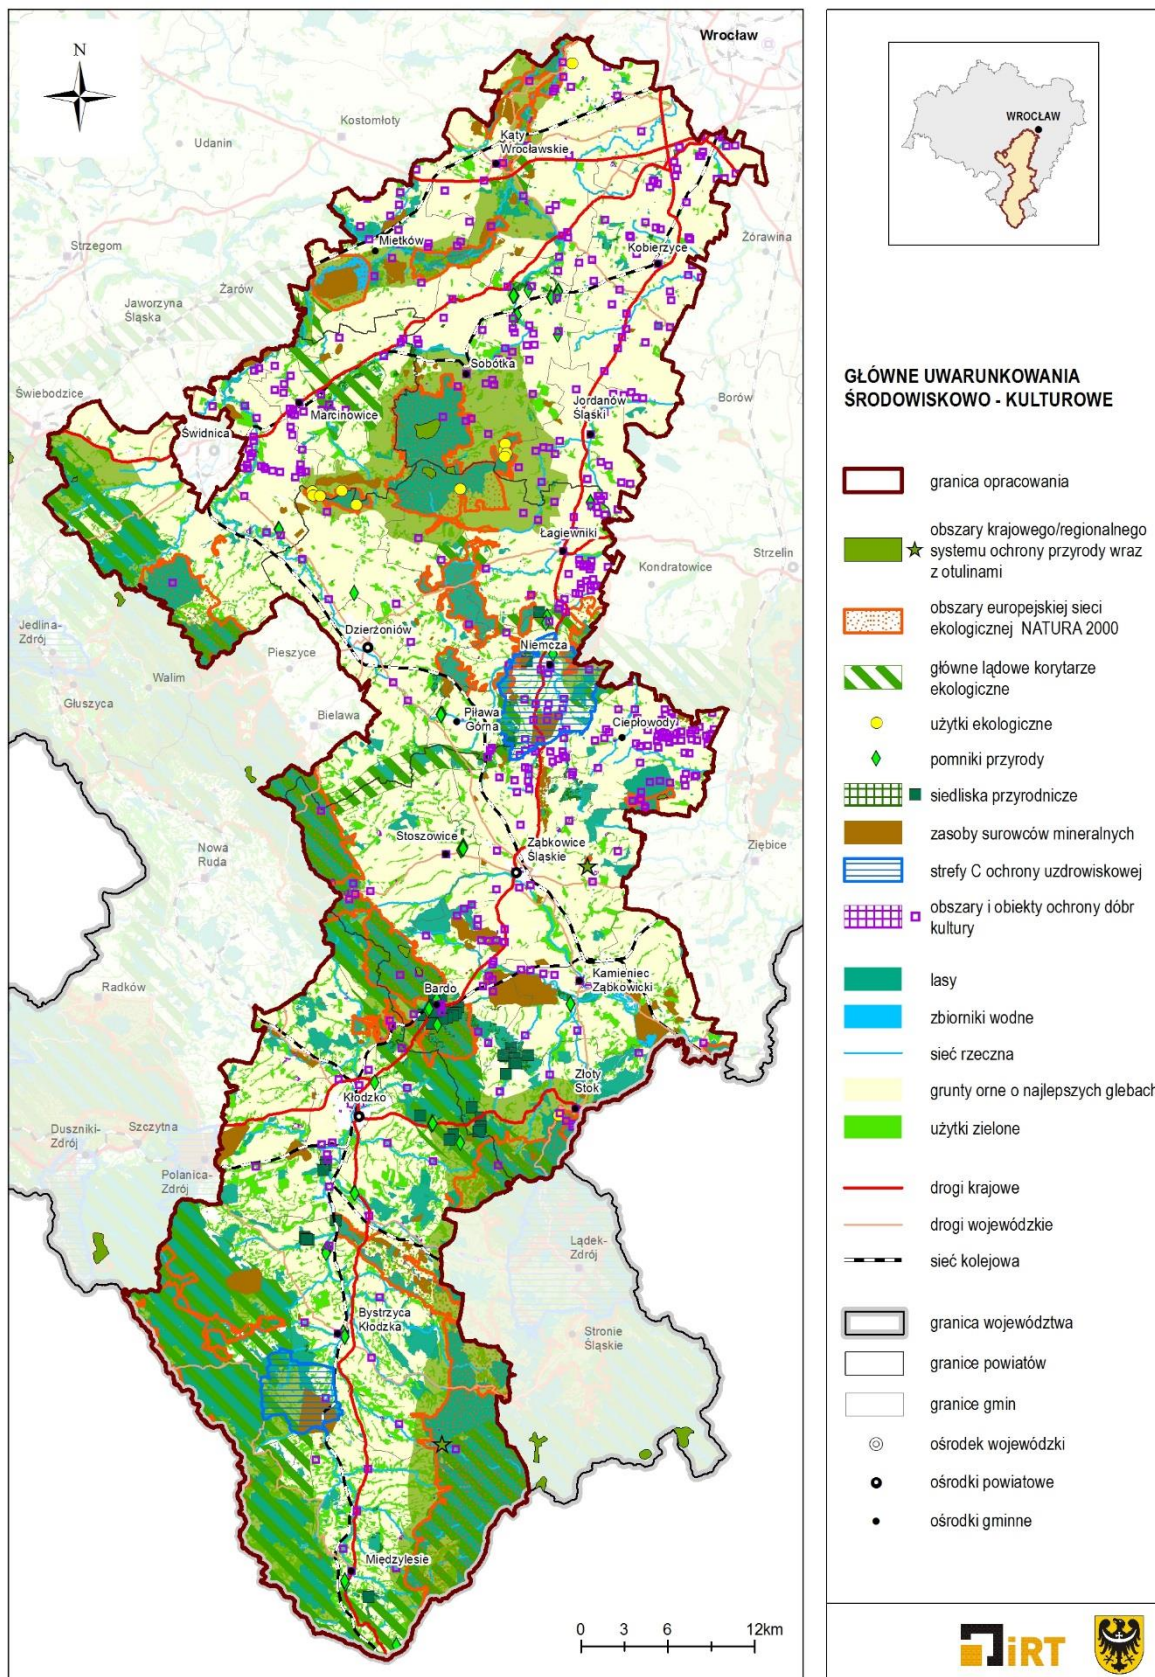 N
Wrocław
Kostomłoty
Udanin
Kąty
Wrocławskie
Strzegom
Mietków
Kobierzyce
Żórawina
Żarów
Jaworzyna
Śląska
Sobótka
Świebodzice
Marcinowice
Jordanów
Śląski
Borów
Świdnica
Łagiewniki
Strzelin
Kondratowice
Jedlina-
Zdrój
Dzierżoniów
Pieszyce
Niemcza
Walim
Głuszyca
Bielawa
Piława
Górna
Ciepłowody
Nowa
Ruda
Stoszowice
Ząbkowice
Śląskie
Ziębice
Radków
Bardo
Kamieniec
Ząbkowicki
Złoty
Stok
Kłodzko
Duszniki-
Zdrój
Szczytna
Polanica-
Zdrój
Lądek-
Zdrój
Bystrzyca
Kłodzka
Stronie
Śląskie
Międzylesie
0 3 6 12km
WROCŁAW
GŁÓWNE UWARUNKOWANIA
ŚRODOWISKOWO - KULTUROWE
granica opracowania
obszary krajowego/regionalnego
systemu ochrony przyrody wraz
z otulinami
obszary europejskiej sieci
ekologicznej NATURA 2000
główne lądowe korytarze
ekologiczne
użytki ekologiczne
pomniki przyrody
siedliska przyrodnicze
zasoby surowców mineralnych
strefy C ochrony uzdrowiskowej
obszary i obiekty ochrony dóbr
kultury
lasy
zbiorniki wodne
sieć rzeczna
grunty orne o najlepszych glebach
użytki zielone
drogi krajowe
drogi wojewódzkie
sieć kolejowa
granica województwa
granice powiatów
granice gmin
ośrodek wojewódzki
ośrodki powiatowe
ośrodki gminne
iRT